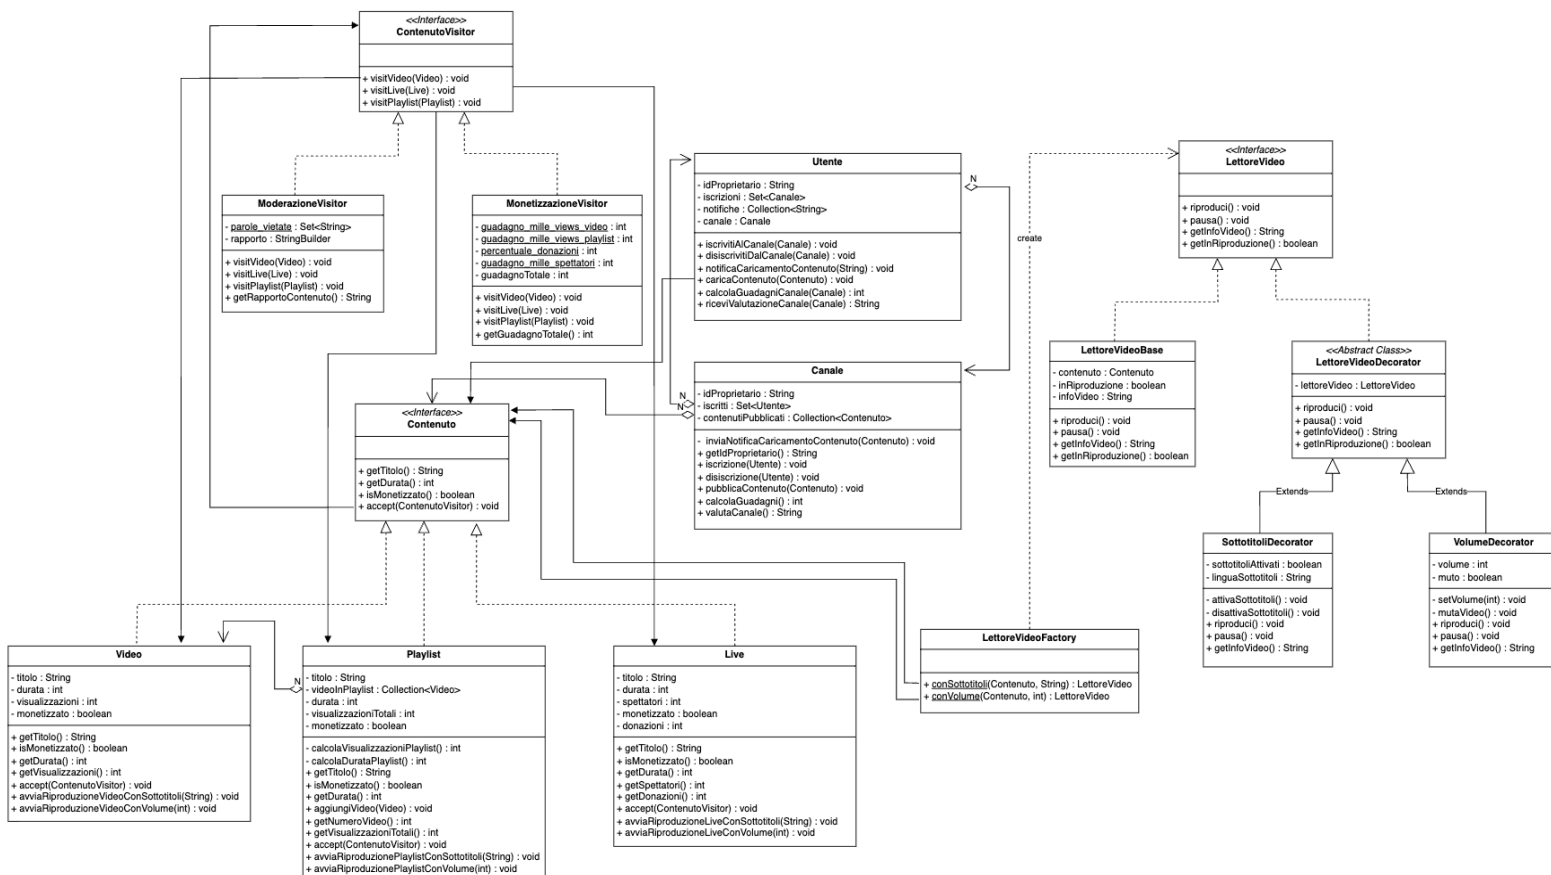 <<Interface>>
ContenutoVisitor
+ visitVideo(Video) : void
+ visitLive(Live) : void
+ visitPlaylist(Playlist) : void
ModerazioneVisitor
- parole_vietate : Set<String>
- rapporto : StringBuilder
+ visitVideo(Video) : void
+ visitLive(Live) : void
+ visitPlaylist(Playlist) : void
+ getRapportoContenuto() : String
MonetizzazioneVisitor
- guadagno_mille_views_video : int
- guadagno_mille_views_playlist : int
- percentuale_donazioni : int
- guadagno_mille_spettatori : int
- guadagnoTotale : int
+ visitVideo(Video) : void
+ visitLive(Live) : void
+ visitPlaylist(Playlist) : void
+ getGuadagnoTotale() : int
Utente
- idProprietario : String
- iscrizioni : Set<Canale>
- notifiche : Collection<String>
- canale : Canale
+ iscrivitiAlCanale(Canale) : void
+ disiscrivitiDalCanale(Canale) : void
+ notificaCaricamentoContenuto(String) : void
+ caricaContenuto(Contenuto) : void
+ calcolaGuadagniCanale(Canale) : int
+ riceviValutazioneCanale(Canale) : String
N
create
<<Interface>>
LettoreVideo
+ riproduci() : void
+ pausa() : void
+ getInfoVideo() : String
+ getInRiproduzione() : boolean
LettoreVideoBase
- contenuto : Contenuto
- inRiproduzione : boolean
- infoVideo : String
+ riproduci() : void
+ pausa() : void
+ getInfoVideo() : String
+ getInRiproduzione() : boolean
<<Abstract Class>>
LettoreVideoDecorator
- lettoreVideo : LettoreVideo
+ riproduci() : void
+ pausa() : void
+ getInfoVideo() : String
+ getInRiproduzione() : boolean
Canale
- idProprietario : String
- iscritti : Set<Utente>
- contenutiPubblicati : Collection<Contenuto>
- inviaNotificaCaricamentoContenuto(Contenuto) : void
+ getIdProprietario() : String
+ iscrizione(Utente) : void
+ disiscrizione(Utente) : void
+ pubblicaContenuto(Contenuto) : void
+ calcolaGuadagni() : int
+ valutaCanale() : String
N
N
<<Interface>>
Contenuto
+ getTitolo() : String
+ getDurata() : int
+ isMonetizzato() : boolean
+ accept(ContenutoVisitor) : void
Extends
Extends
SottotitoliDecorator
- sottotitoliAttivati : boolean
- linguaSottotitoli : String
- attivaSottotitoli() : void
- disattivaSottotitoli() : void
+ riproduci() : void
+ pausa() : void
+ getInfoVideo() : String
VolumeDecorator
- volume : int
- muto : boolean
- setVolume(int) : void
- mutaVideo() : void
+ riproduci() : void
+ pausa() : void
+ getInfoVideo() : String
LettoreVideoFactory
+ conSottotitoli(Contenuto, String) : LettoreVideo
+ conVolume(Contenuto, int) : LettoreVideo
Video
- titolo : String
- durata : int
- visualizzazioni : int
- monetizzato : boolean
+ getTitolo() : String
+ isMonetizzato() : boolean
+ getDurata() : int
+ getVisualizzazioni() : int
+ accept(ContenutoVisitor) : void
+ avviaRiproduzioneVideoConSottotitoli(String) : void
+ avviaRiproduzioneVideoConVolume(int) : void
N
Playlist
- titolo : String
- videoInPlaylist : Collection<Video>
- durata : int
- visualizzazioniTotali : int
- monetizzato : boolean
- calcolaVisualizzazioniPlaylist() : int
- calcolaDurataPlaylist() : int
+ getTitolo() : String
+ isMonetizzato() : boolean
+ getDurata() : int
+ aggiungiVideo(Video) : void
+ getNumeroVideo() : int
+ getVisualizzazioniTotali() : int
+ accept(ContenutoVisitor) : void
+ avviaRiproduzionePlaylistConSottotitoli(String) : void
+ avviaRiproduzionePlaylistConVolume(int) : void
Live
- titolo : String
- durata : int
- spettatori : int
- monetizzato : boolean
- donazioni : int
+ getTitolo() : String
+ isMonetizzato() : boolean
+ getDurata() : int
+ getSpettatori() : int
+ getDonazioni() : int
+ accept(ContenutoVisitor) : void
+ avviaRiproduzioneLiveConSottotitoli(String) : void
+ avviaRiproduzioneLiveConVolume(int) : void